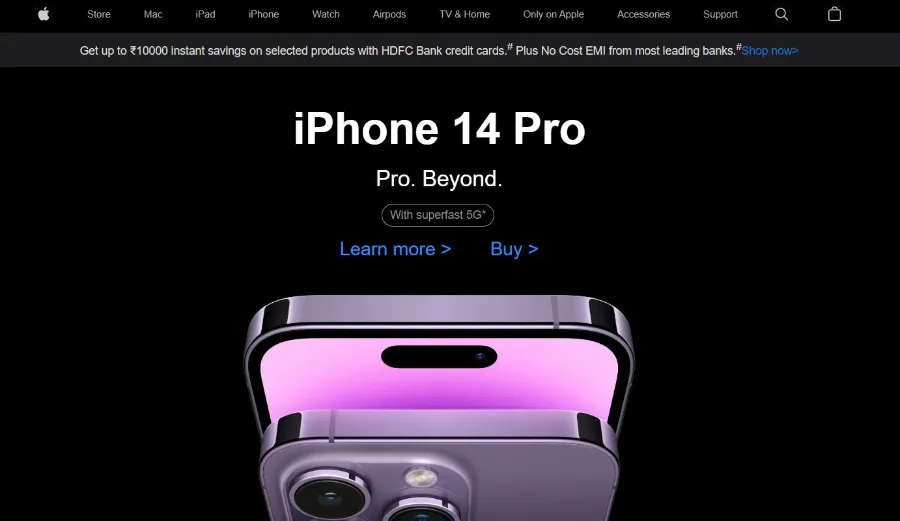 Store Mac iPad iPhone Watch Airpods TV & Home Only on Apple Accessories Support
Get up to ₹10000 instant savings on selected products with HDFC Bank credit cards.# Plus No Cost EMI from most leading banks.#Shop now>
iPhone 14 Pro
Pro. Beyond.
With superfast 5G*
Learn more > Buy >